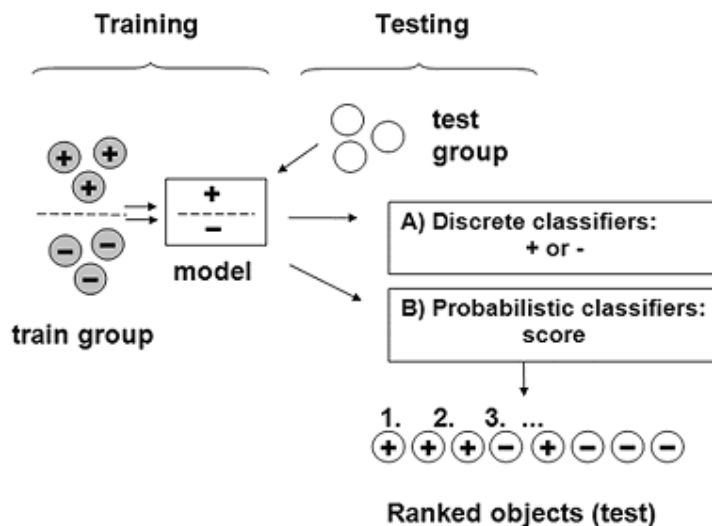 Training
Testing
test
group
+ + +
+
−
− − −
model
train group
A) Discrete classifiers:
+ or -
B) Probabilistic classifiers:
score
1. 2. 3. ...
+ + + − + − − −
Ranked objects (test)